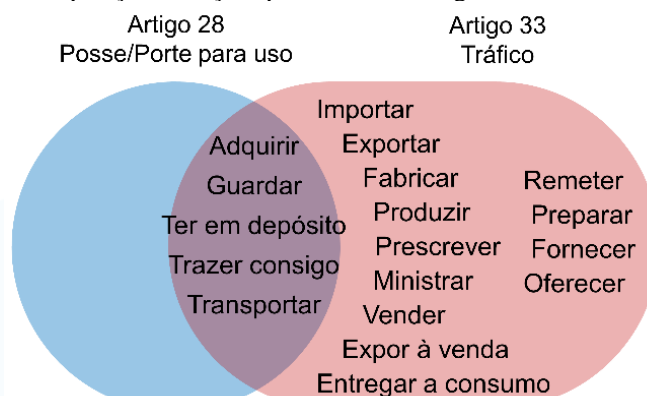 Artigo 28
Posse/Porte para uso
Artigo 33
Tráfico
Adquirir
Guardar
Ter em depósito
Trazer consigo
Transportar
Importar
Exportar
Fabricar
Produzir
Prescrever
Ministrar
Vender
Expor à venda
Entregar a consumo
Remeter
Preparar
Fornecer
Oferecer